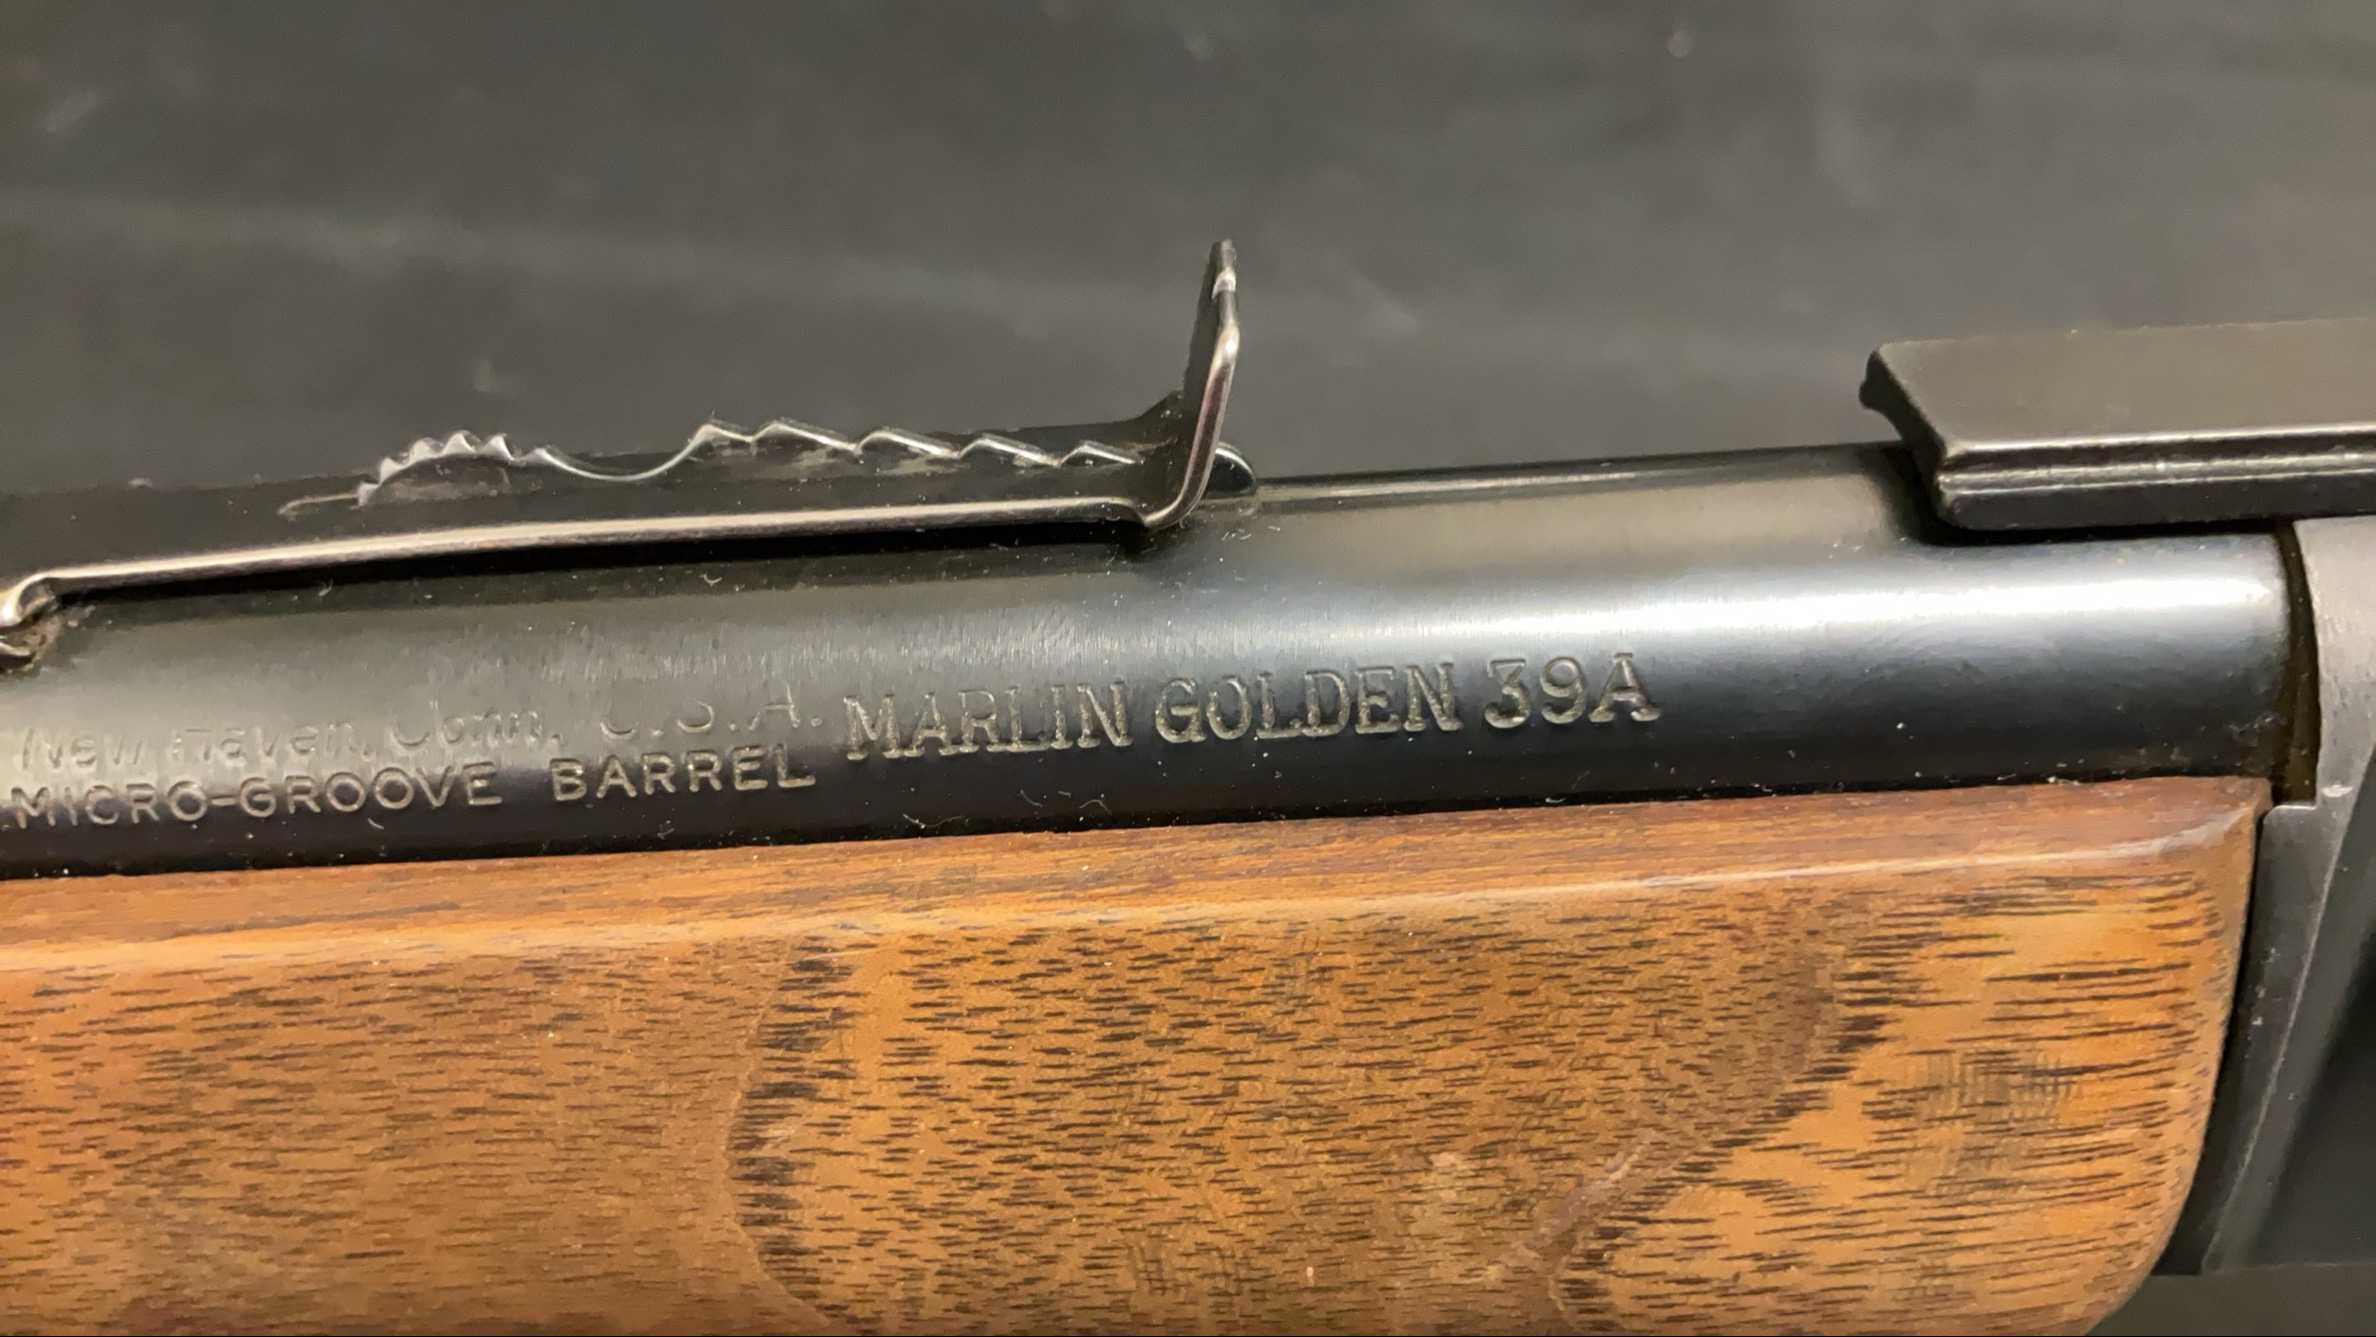 New Haven, Conn. U.S.A.
MICRO-GROOVE BARREL
MARLIN GOLDEN 39A